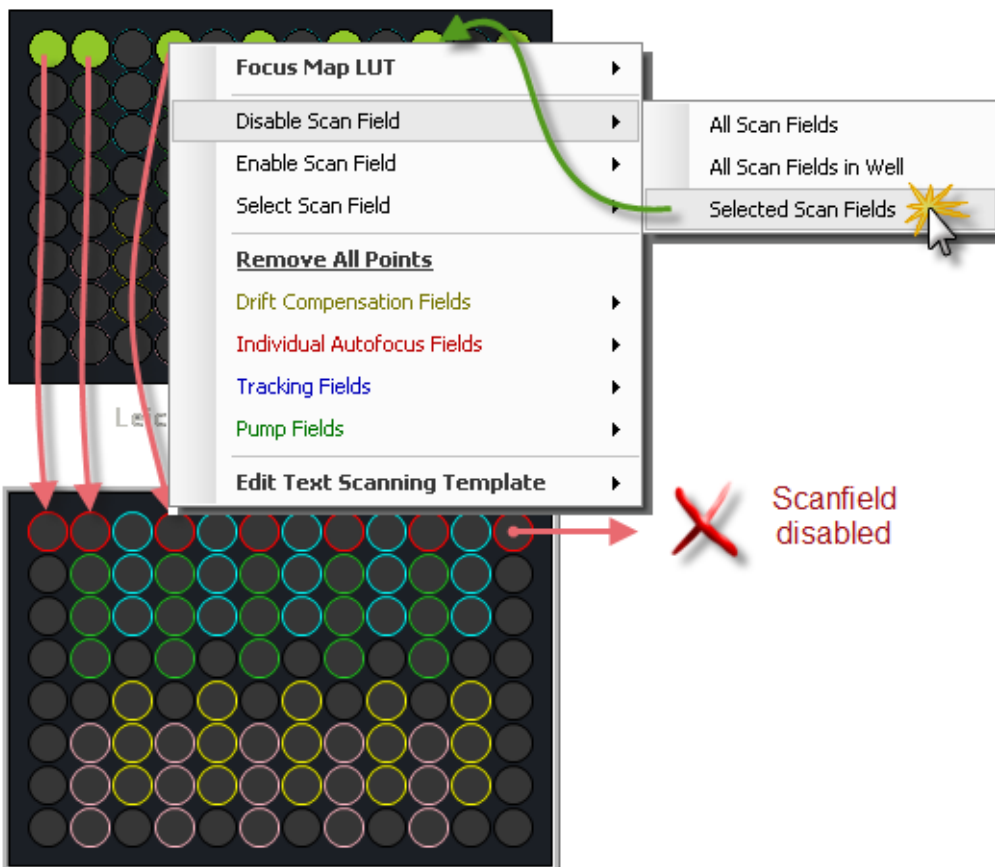 Focus Map LUT
Disable Scan Field
Enable Scan Field
Select Scan Field
Remove All Points
Drift Compensation Fields
Individual Autofocus Fields
Tracking Fields
Pump Fields
Edit Text Scanning Template
All Scan Fields
All Scan Fields in Well
Selected Scan Fields
Leic
Scanfield
disabled